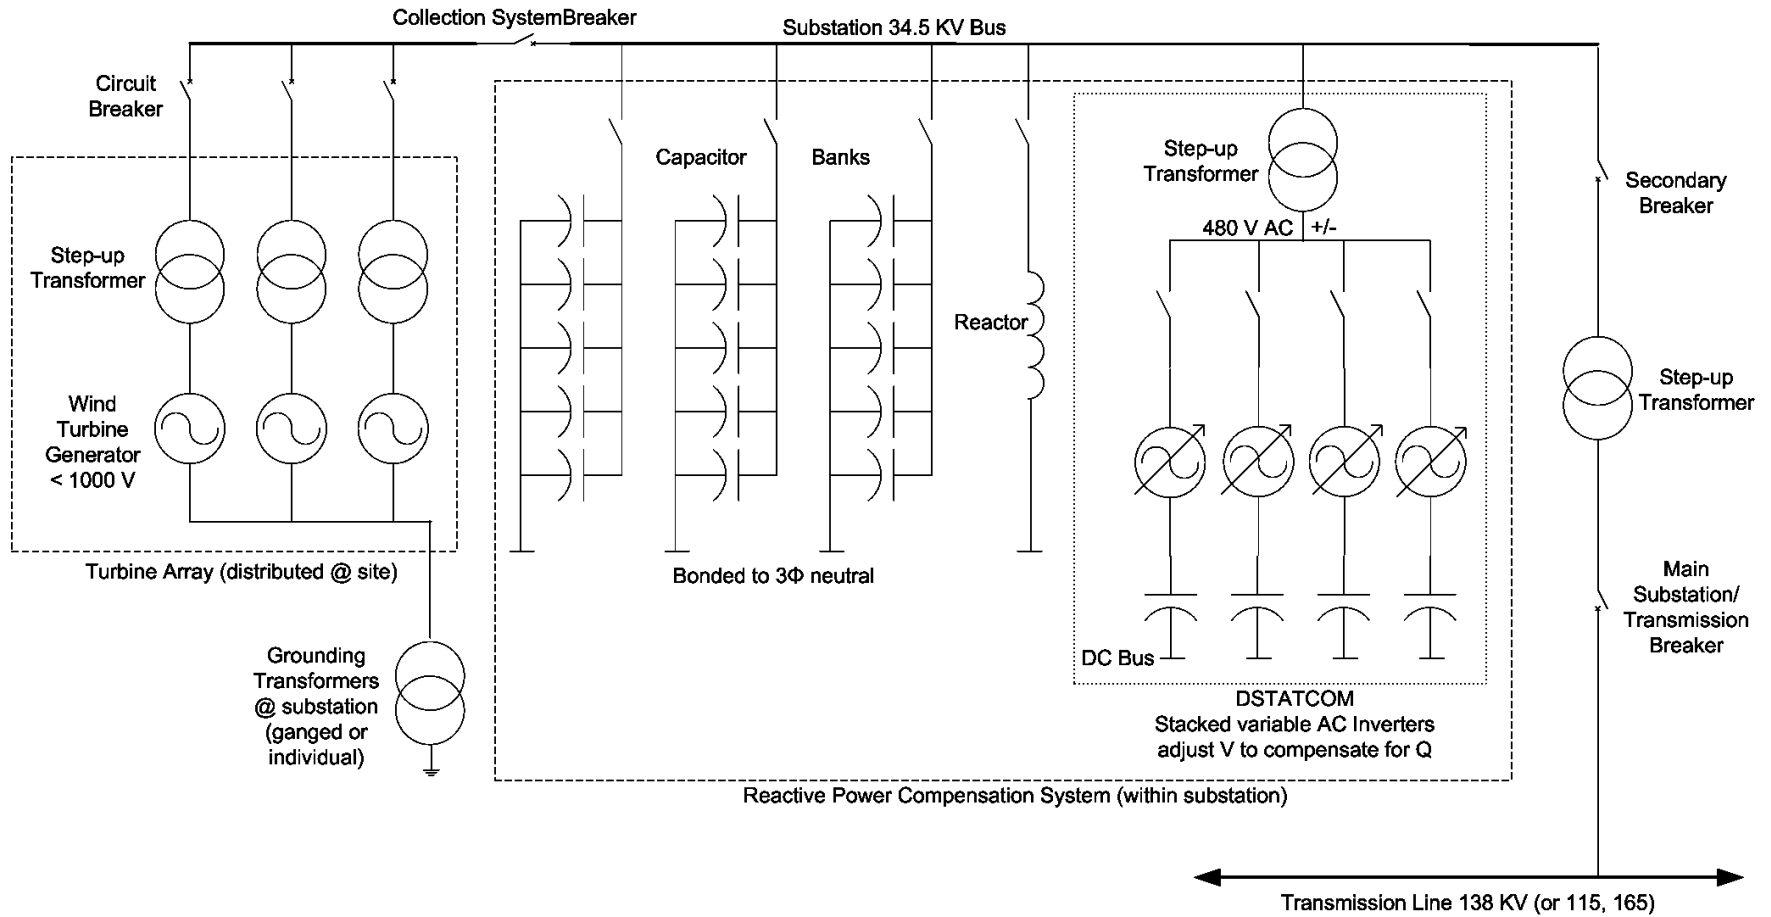 Collection SystemBreaker
Substation 34.5 KV Bus
Circuit
Breaker
Step-up
Transformer
Wind
Turbine
Generator
< 1000 V
Turbine Array (distributed @ site)
Grounding
Transformers
@ substation
(ganged or
individual)
Capacitor
Banks
Reactor
Bonded to 3Φ neutral
Step-up
Transformer
480 V AC
+/-
DC Bus
DSTATCOM
Stacked variable AC Inverters
adjust V to compensate for Q
Reactive Power Compensation System (within substation)
Secondary
Breaker
Step-up
Transformer
Main
Substation/
Transmission
Breaker
Transmission Line 138 KV (or 115, 165)